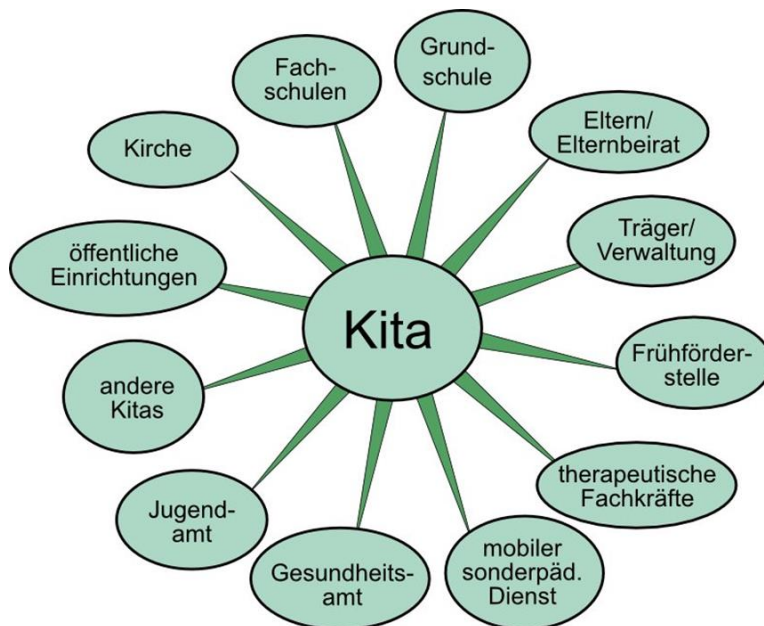 Grund-
schule
Fach-
schulen
Eltern/
Elternbeirat
Kirche
Träger/
Verwaltung
öffentliche
Einrichtungen
Kita
Frühförder-
stelle
andere
Kitas
therapeutische
Fachkräfte
Jugend-
amt
mobiler
sonderpäd.
Dienst
Gesundheits-
amt